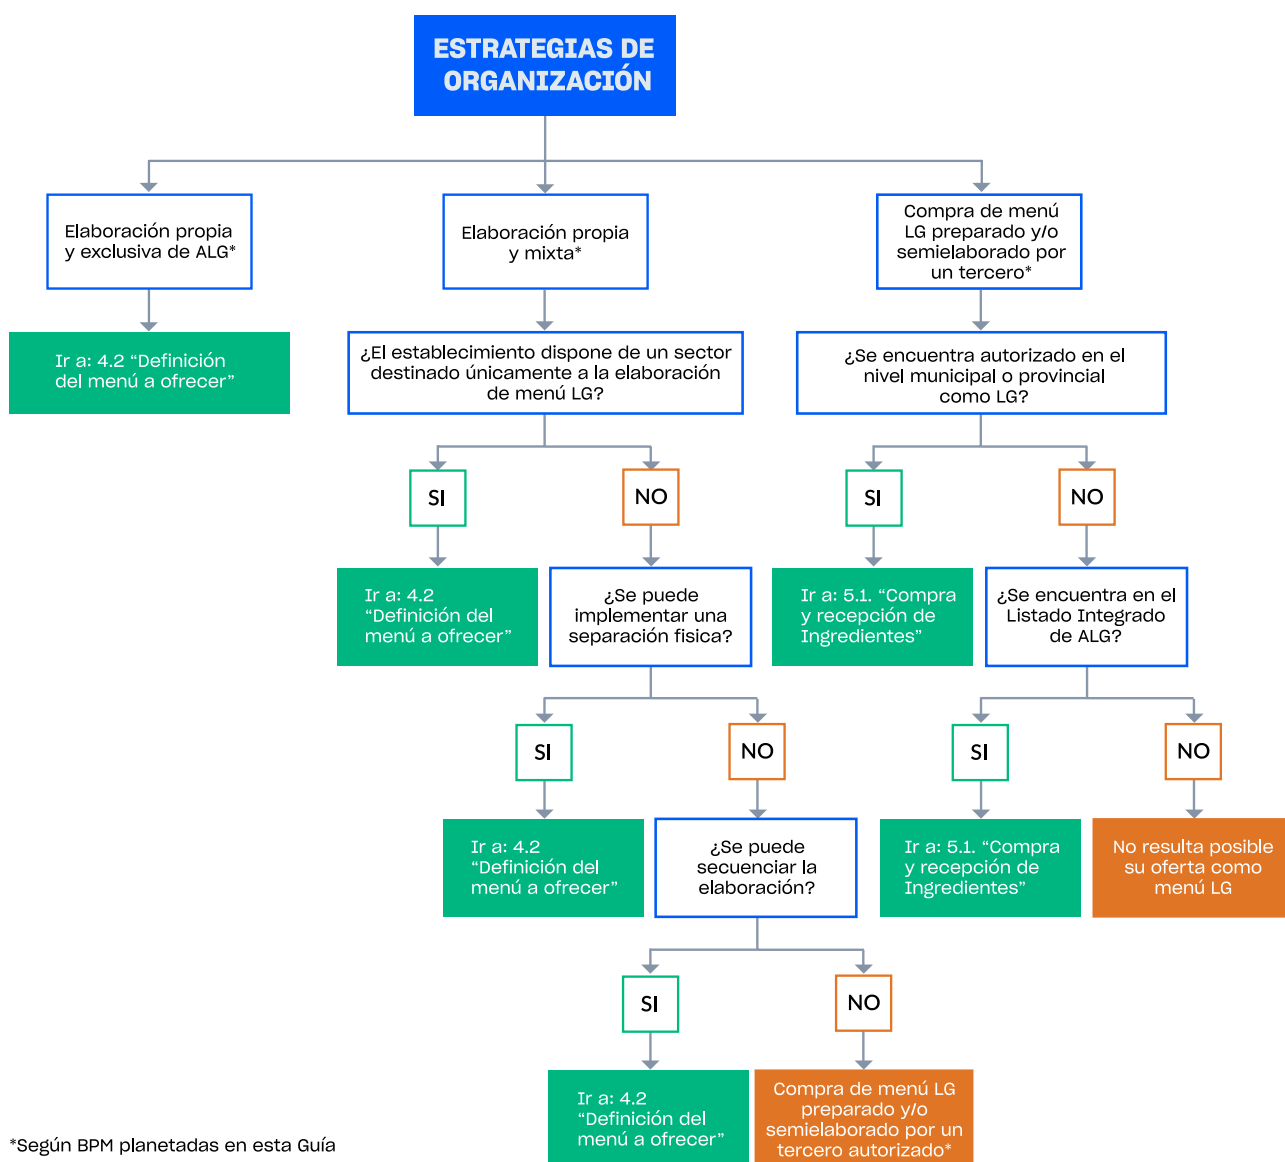 ESTRATEGIAS DE
ORGANIZACIÓN
Elaboración propia
y exclusiva de ALG*
Elaboración propia
y mixta*
Compra de menú
LG preparado y/o
semielaborado por
un tercero*
Ir a: 4.2 “Definición
del menú a ofrecer”
¿El establecimiento dispone de un sector
destinado únicamente a la elaboración
de menú LG?
¿Se encuentra autorizado en el
nivel municipal o provincial
como LG?
SI
NO
SI
NO
Ir a: 4.2
“Definición del
menú a ofrecer”
¿Se puede
implementar una
separación fisica?
Ir a: 5.1. “Compra
y recepción de
Ingredientes”
¿Se encuentra en el
Listado Integrado
de ALG?
SI
NO
SI
NO
Ir a: 4.2
“Definición del
menú a ofrecer”
¿Se puede
secuenciar la
elaboración?
Ir a: 5.1. “Compra
y recepción de
Ingredientes”
No resulta posible
su oferta como
menú LG
SI
NO
Ir a: 4.2
“Definición del
menú a ofrecer”
Compra de menú LG
preparado y/o
semielaborado por un
tercero autorizado*
*Según BPM planetadas en esta Guía